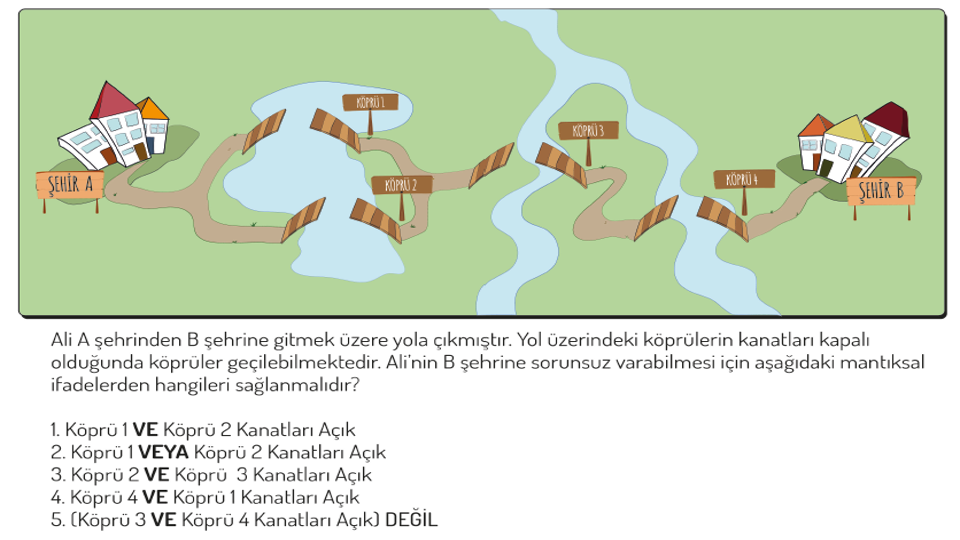 KÖPRÜ 1
KÖPRÜ 3
KÖPRÜ 2
KÖPRÜ 4
ŞEHİR A
ŞEHİR B
Ali A şehrinden B şehrine gitmek üzere yola çıkmıştır. Yol üzerindeki köprülerin kanatları kapalı
olduğunda köprüler geçilebilmektedir. Ali'nin B şehrine sorunsuz varabilmesi için aşağıdaki mantıksal
ifadelerden hangileri sağlanmalıdır?
1. Köprü 1 VE Köprü 2 Kanatları Açık
2. Köprü 1 VEYA Köprü 2 Kanatları Açık
3. Köprü 2 VE Köprü 3 Kanatları Açık
4. Köprü 4 VE Köprü 1 Kanatları Açık
5. (Köprü 3 VE Köprü 4 Kanatları Açık) DEĞİL